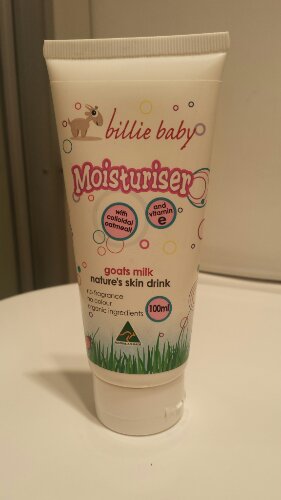 billie baby
Moisturiser
with
colloidal
oatmeal!
and
vitamin
e
goats milk
nature's skin drink
no fragrance
no colour
organic ingredients
100ml